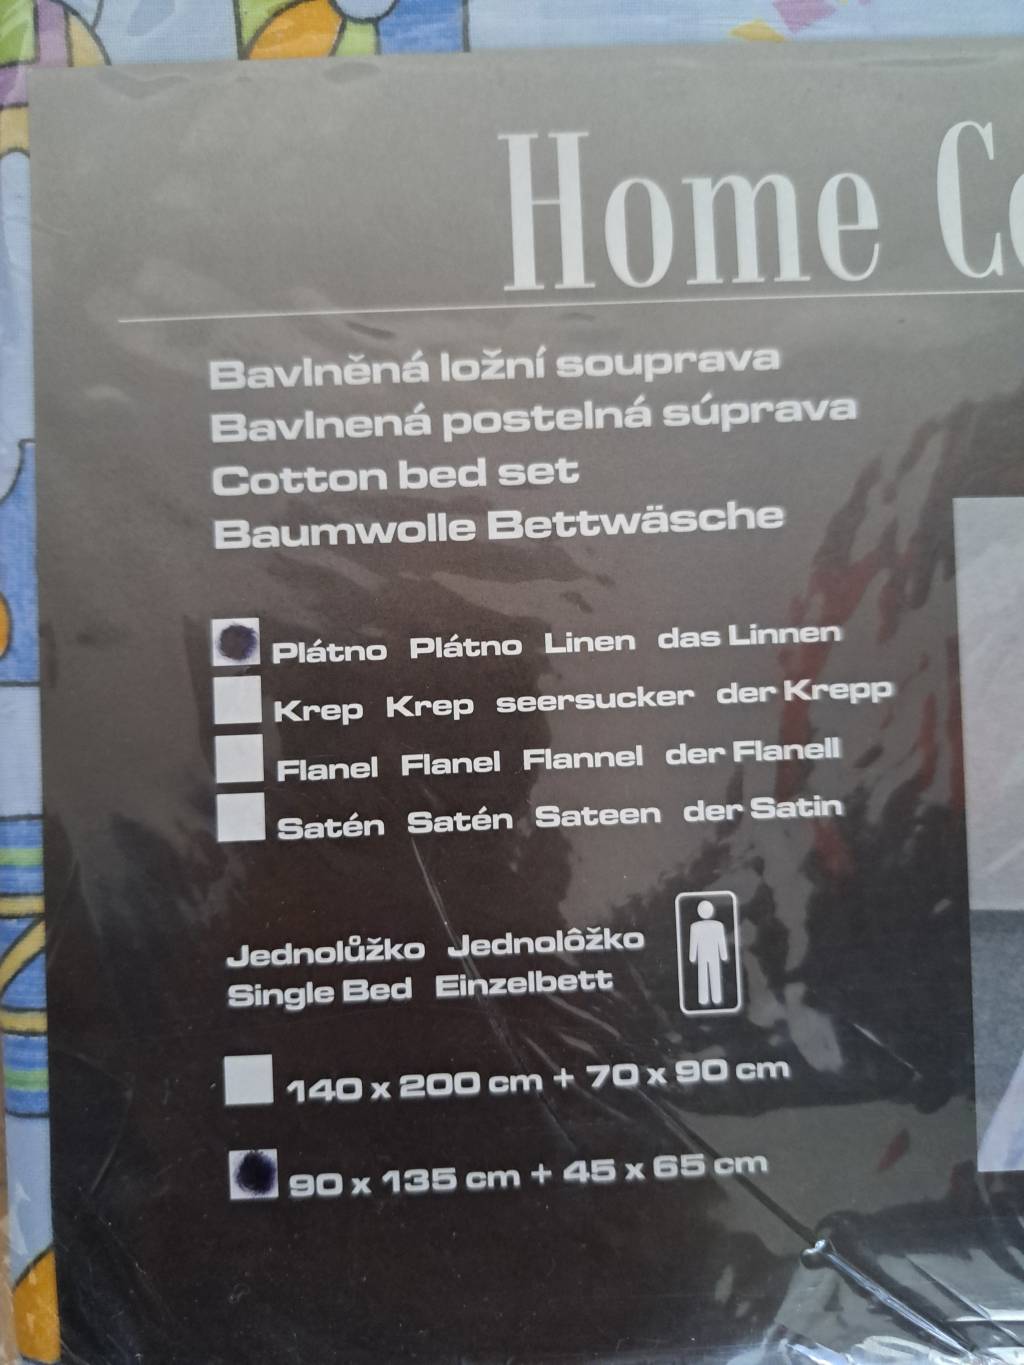 Home
Bavlněná ložní souprava
Bavlnená postelná súprava
Cotton bed set
Baumwolle Bettwäsche
Plátno Plátno Linen das Linnen
Krep Krep seersucker der Krepp
Flanel Flanel Flannel der Flanell
Satén Satén Sateen der Satin
Jednolůžko Jednolôžko
Single Bed Einzelbett
140 x 200 cm + 70 x 90 cm
90 x 135 cm + 45 x 65 cm